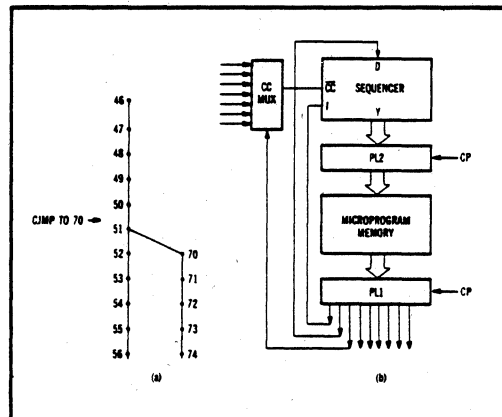 46
47
48
49
50
CJMP TO 70
51
52
53
54
55
56
70
71
72
73
74
(a)
CC
MUX
D
CC
SEQUENCER
I
Y
PL2
CP
MICROPROGRAM
MEMORY
PL1
CP
(b)